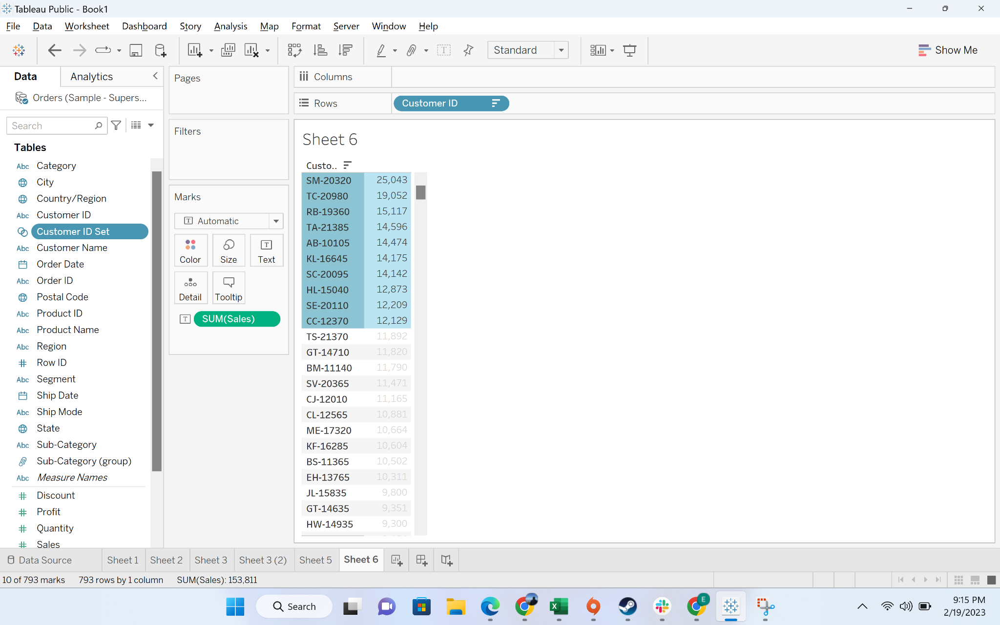 Tableau Public - Book1
File Data Worksheet Dashboard Story Analysis Map Format Server Window Help
Standard
Show Me
Data Analytics
Orders (Sample - Supers...
Search
Tables
Abc Category
City
Country/Region
Abc Customer ID
Customer ID Set
Abc Customer Name
Order Date
Abc Order ID
Postal Code
Abc Product ID
Abc Product Name
Abc Region
Row ID
Abc Segment
Ship Date
Abc Ship Mode
State
Abc Sub-Category
Sub-Category (group)
Abc Measure Names
Discount
Profit
Quantity
Sales
Pages
Filters
Marks
Automatic
Color Size Text
Detail Tooltip
SUM(Sales)
Columns
Rows Customer ID
Sheet 6
Custo..
SM-20320 25,043
TC-20980 19,052
RB-19360 15,117
TA-21385 14,596
AB-10105 14,474
KL-16645 14,175
SC-20095 14,142
HL-15040 12,873
SE-20110 12,209
CC-12370 12,129
TS-21370 11,892
GT-14710 11,820
BM-11140 11,790
SV-20365 11,471
CJ-12010 11,165
CL-12565 10,881
ME-17320 10,664
KF-16285 10,604
BS-11365 10,502
EH-13765 10,311
JL-15835 9,800
GT-14635 9,351
HW-14935 9,300
Data Source Sheet 1 Sheet 2 Sheet 3 Sheet 3 (2) Sheet 5 Sheet 6
10 of 793 marks 793 rows by 1 column SUM(Sales): 153,811
Search
E
9:15 PM
2/19/2023